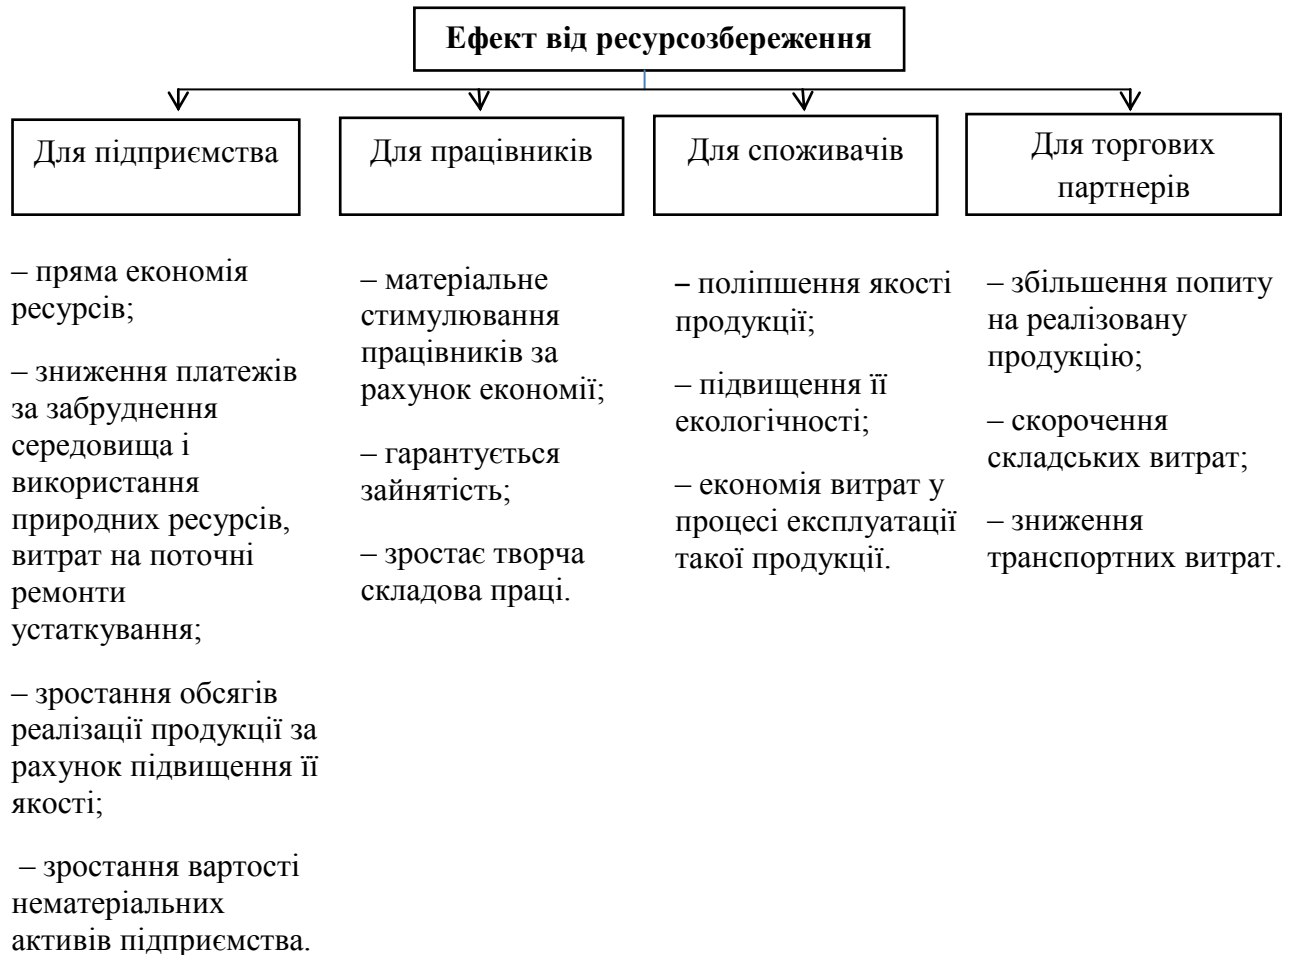 Ефект від ресурсозбереження
Для підприємства
Для працівників
Для споживачів
Для торгових
партнерів
– пряма економія
ресурсів;
– зниження платежів
за забруднення
середовища і
використання
природних ресурсів,
витрат на поточні
ремонти
устаткування;
– зростання обсягів
реалізації продукції за
рахунок підвищення її
якості;
– зростання вартості
нематеріальних
активів підприємства.
– матеріальне
стимулювання
працівників за
рахунок економії;
– гарантується
зайнятість;
– зростає творча
складова праці.
– поліпшення якості
продукції;
– підвищення її
екологічності;
– економія витрат у
процесі експлуатації
такої продукції.
– збільшення попиту
на реалізовану
продукцію;
– скорочення
складських витрат;
– зниження
транспортних витрат.